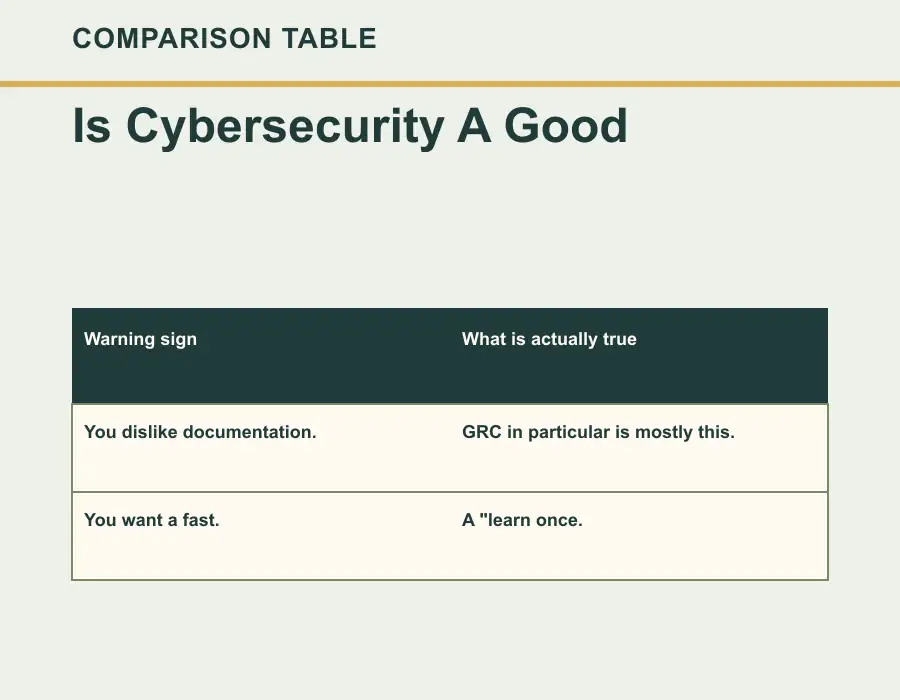 COMPARISON TABLE
Is Cybersecurity A Good
Warning sign What is actually true
You dislike documentation. GRC in particular is mostly this.
You want a fast. A "learn once.